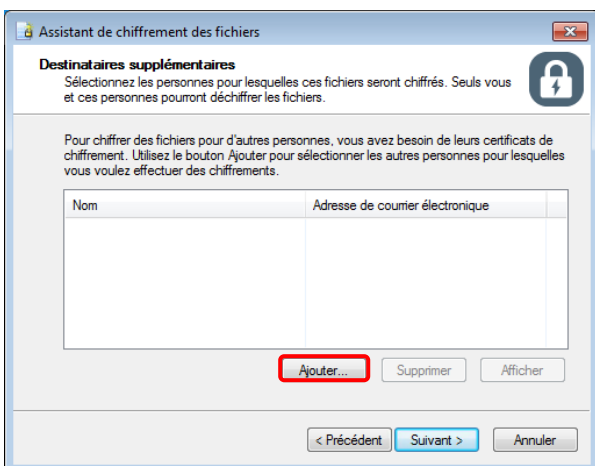 Assistant de chiffrement des fichiers
Destinataires supplémentaires
Sélectionnez les personnes pour lesquelles ces fichiers seront chiffrés. Seuls vous
et ces personnes pourront déchiffrer les fichiers.
Pour chiffrer des fichiers pour d'autres personnes, vous avez besoin de leurs certificats de
chiffrement. Utilisez le bouton Ajouter pour sélectionner les autres personnes pour lesquelles
vous voulez effectuer des chiffrements.
Nom Adresse de courrier électronique
Ajouter... Supprimer Afficher
< Précédent Suivant > Annuler